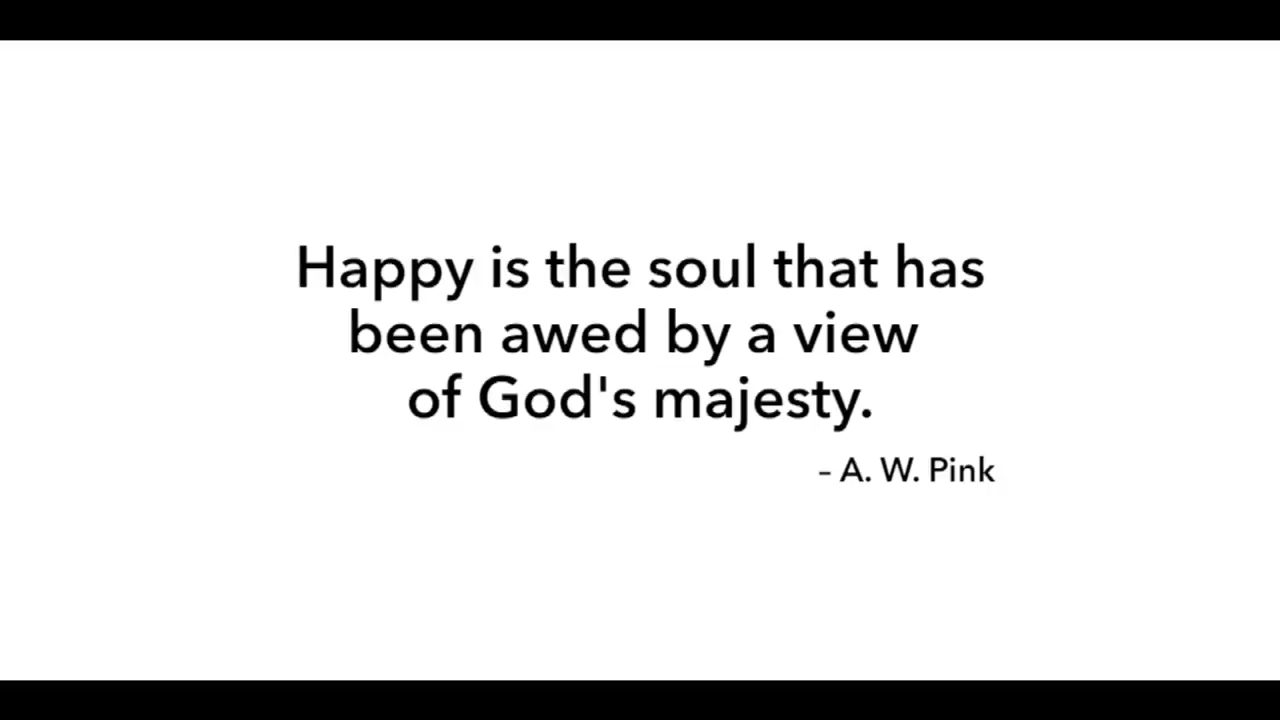 Happy is the soul that has
been awed by a view
of God's majesty.
– A. W. Pink